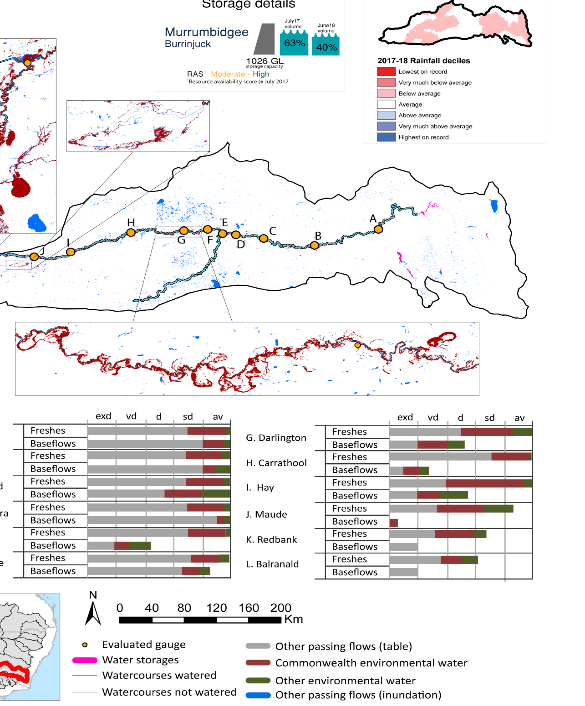 Storage details
Murrumbidgee
Burrinjuck
July17
volume
63%
June18
volume
40%
1026 GL
storage capacity
RAS¹ Moderate - High
¹Resource availability score @ July 2017
2017-18 Rainfall deciles
Lowest on record
Very much below average
Below average
Average
Above average
Very much above average
Highest on record
A
B
C
D
E
F
G
H
I
J
exd vd d sd av
Freshes
Baseflows
Freshes
Baseflows
Freshes
Baseflows
Freshes
Baseflows
Freshes
Baseflows
Freshes
Baseflows
d
ra
e
exd vd d sd av
G. Darlington
Freshes
Baseflows
H. Carrathool
Freshes
Baseflows
I. Hay
Freshes
Baseflows
J. Maude
Freshes
Baseflows
K. Redbank
Freshes
Baseflows
L. Balranald
Freshes
Baseflows
N
0 40 80 120 160 200
Km
Evaluated gauge
Water storages
Watercourses watered
Watercourses not watered
Other passing flows (table)
Commonwealth environmental water
Other environmental water
Other passing flows (inundation)